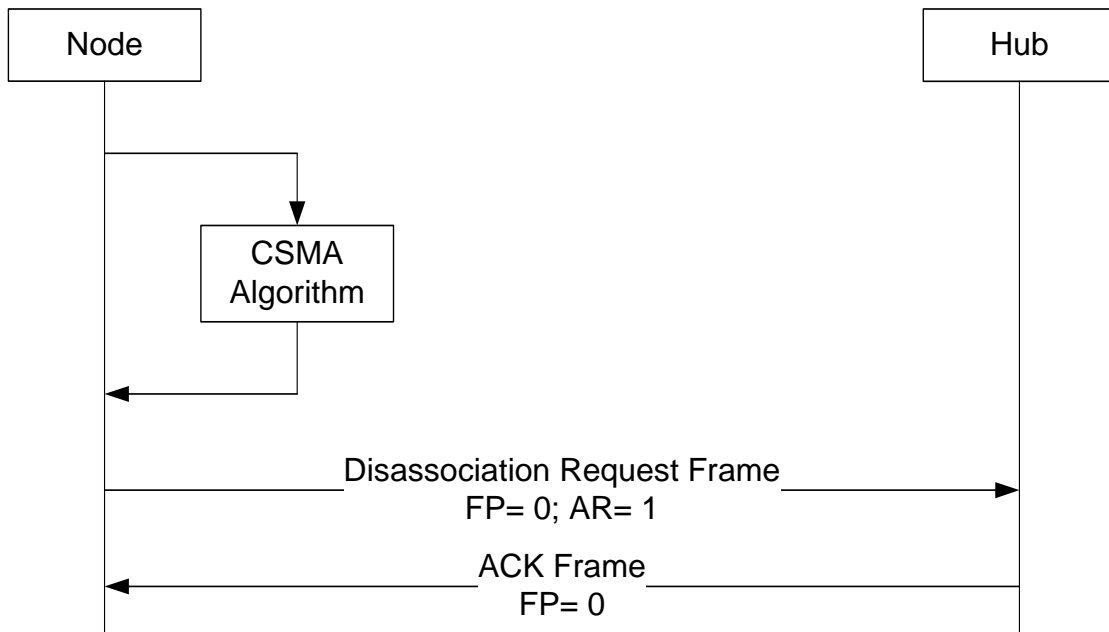 Node
Hub
CSMA
Algorithm
Disassociation Request Frame
FP= 0; AR= 1
ACK Frame
FP= 0